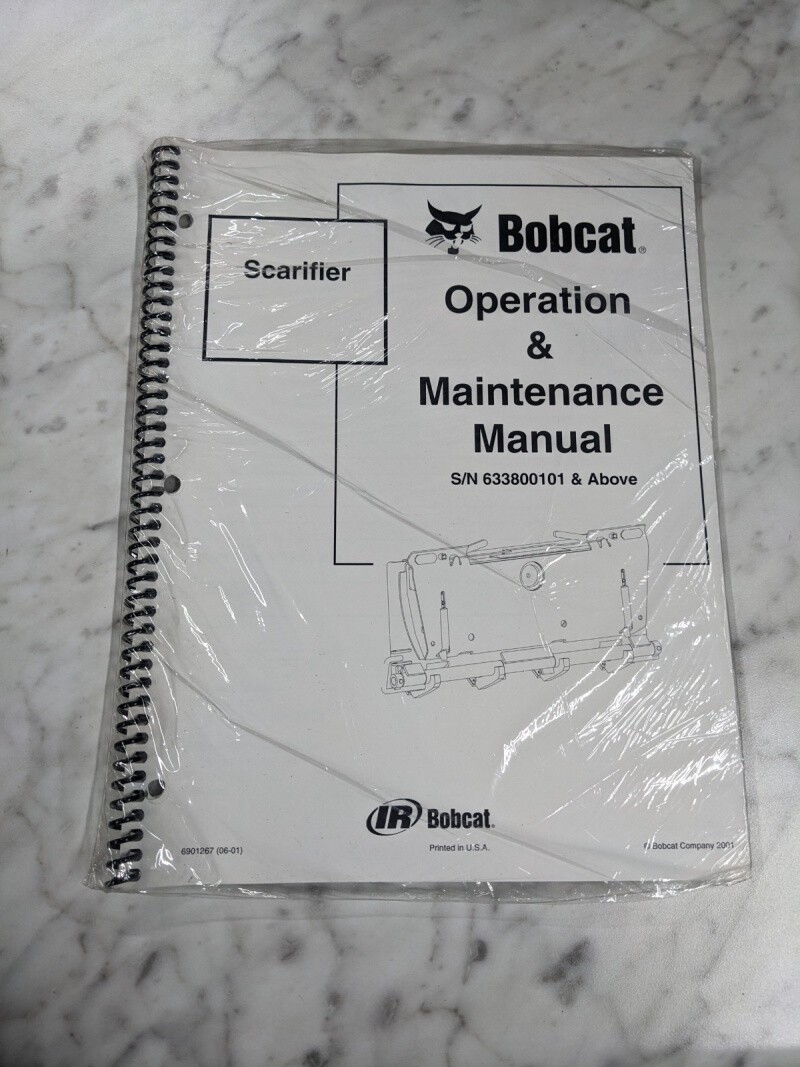 Scarifier
Bobcat®
Operation
&
Maintenance
Manual
S/N 633800101 & Above
IR Bobcat®
6901267 (06-01)
Printed in U.S.A.
© Bobcat Company 2001